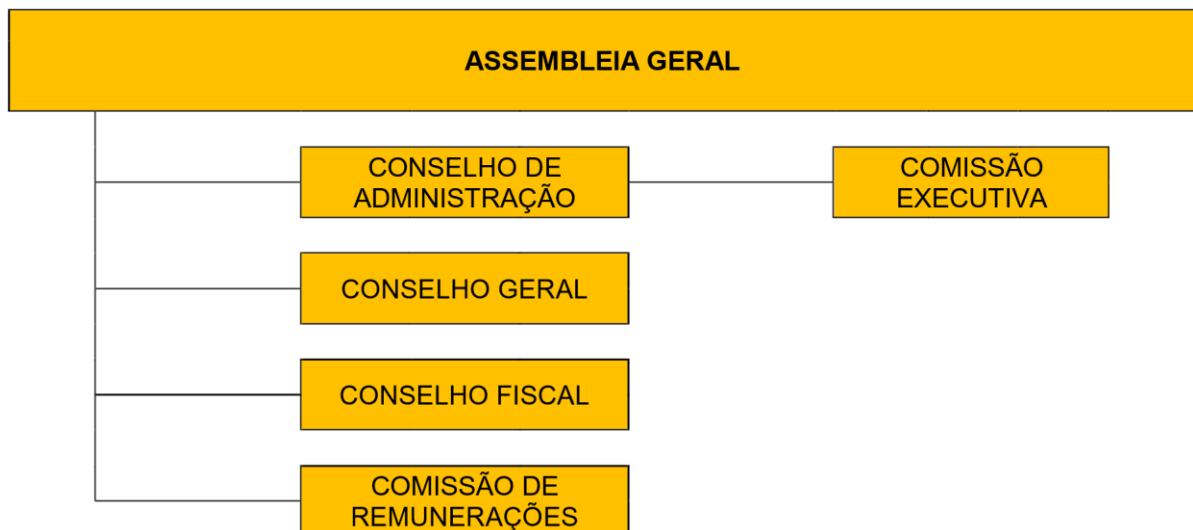 ASSEMBLEIA GERAL
CONSELHO DE
ADMINISTRAÇÃO
COMISSÃO
EXECUTIVA
CONSELHO GERAL
CONSELHO FISCAL
COMISSÃO DE
REMUNERAÇÕES